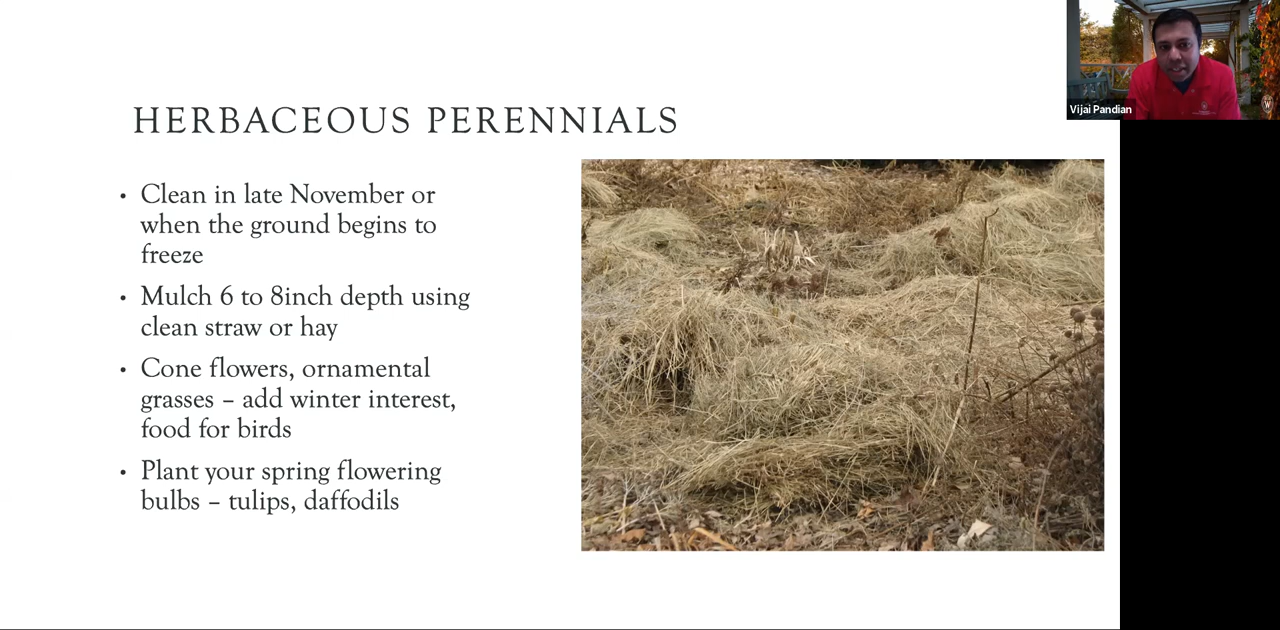 Vijai Pandian
HERBACEOUS PERENNIALS
• Clean in late November or
when the ground begins to
freeze
• Mulch 6 to 8inch depth using
clean straw or hay
• Cone flowers, ornamental
grasses – add winter interest,
food for birds
• Plant your spring flowering
bulbs – tulips, daffodils